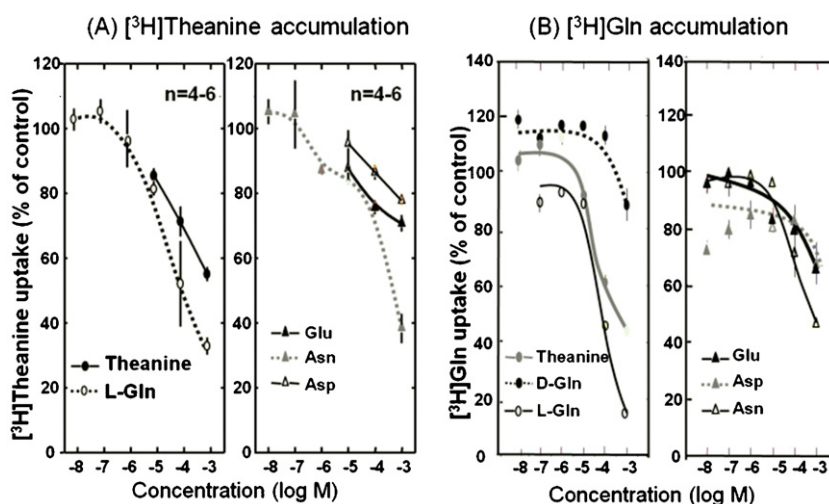 (A) [³H]Theanine accumulation
[³H]Theanine uptake (% of control)
120
100
80
60
40
20
0
Theanine
L-Gln
-8 -7 -6 -5 -4 -3
n=4-6
120
100
80
60
40
20
0
Glu
Asn
Asp
-8 -7 -6 -5 -4 -3
n=4-6
Concentration (log M)
(B) [³H]Gln accumulation
[³H]Gln uptake (% of control)
140
120
100
80
60
40
20
0
Theanine
D-Gln
L-Gln
-8 -7 -6 -5 -4 -3
140
120
100
80
60
40
20
0
Glu
Asp
Asn
-8 -7 -6 -5 -4 -3
Concentration (log M)